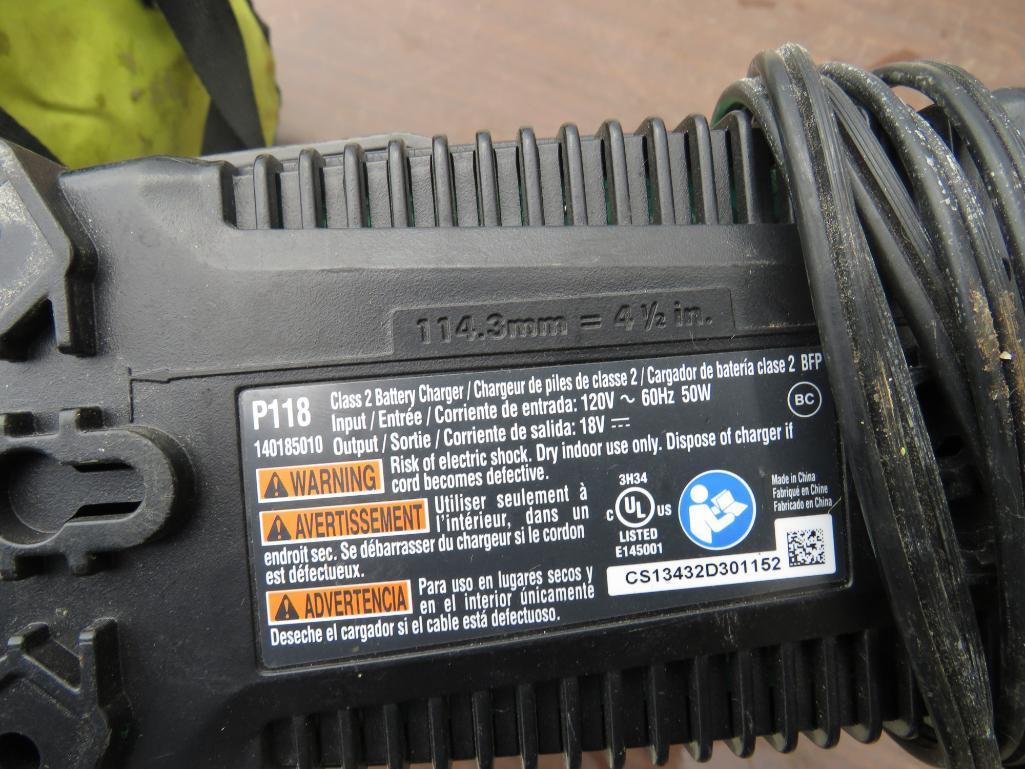 114.3mm = 4 ½ in.
P118 Class 2 Battery Charger / Chargeur de piles de classe 2 / Cargador de batería clase 2 BFP
Input / Entrée / Corriente de entrada: 120V ~ 60Hz 50W
140185010 Output / Sortie / Corriente de salida: 18V ⎓
BC
WARNING Risk of electric shock. Dry indoor use only. Dispose of charger if
cord becomes defective.
AVERTISSEMENT Utiliser seulement à
l'intérieur, dans un
endroit sec. Se débarrasser du chargeur si le cordon
est défectueux.
ADVERTENCIA Para uso en lugares secos y
en el interior únicamente
Deseche el cargador si el cable está defectuoso.
3H34
C UL US
LISTED
E145001
Made in China
Fabriqué en Chine
Fabricado en China
CS13432D301152